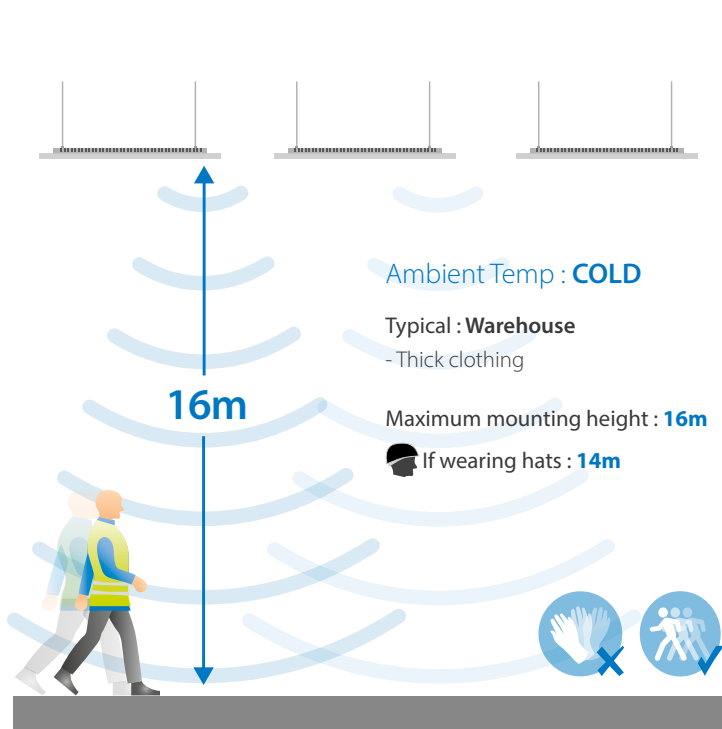 Ambient Temp : COLD
Typical : Warehouse
- Thick clothing
16m
Maximum mounting height : 16m
If wearing hats : 14m